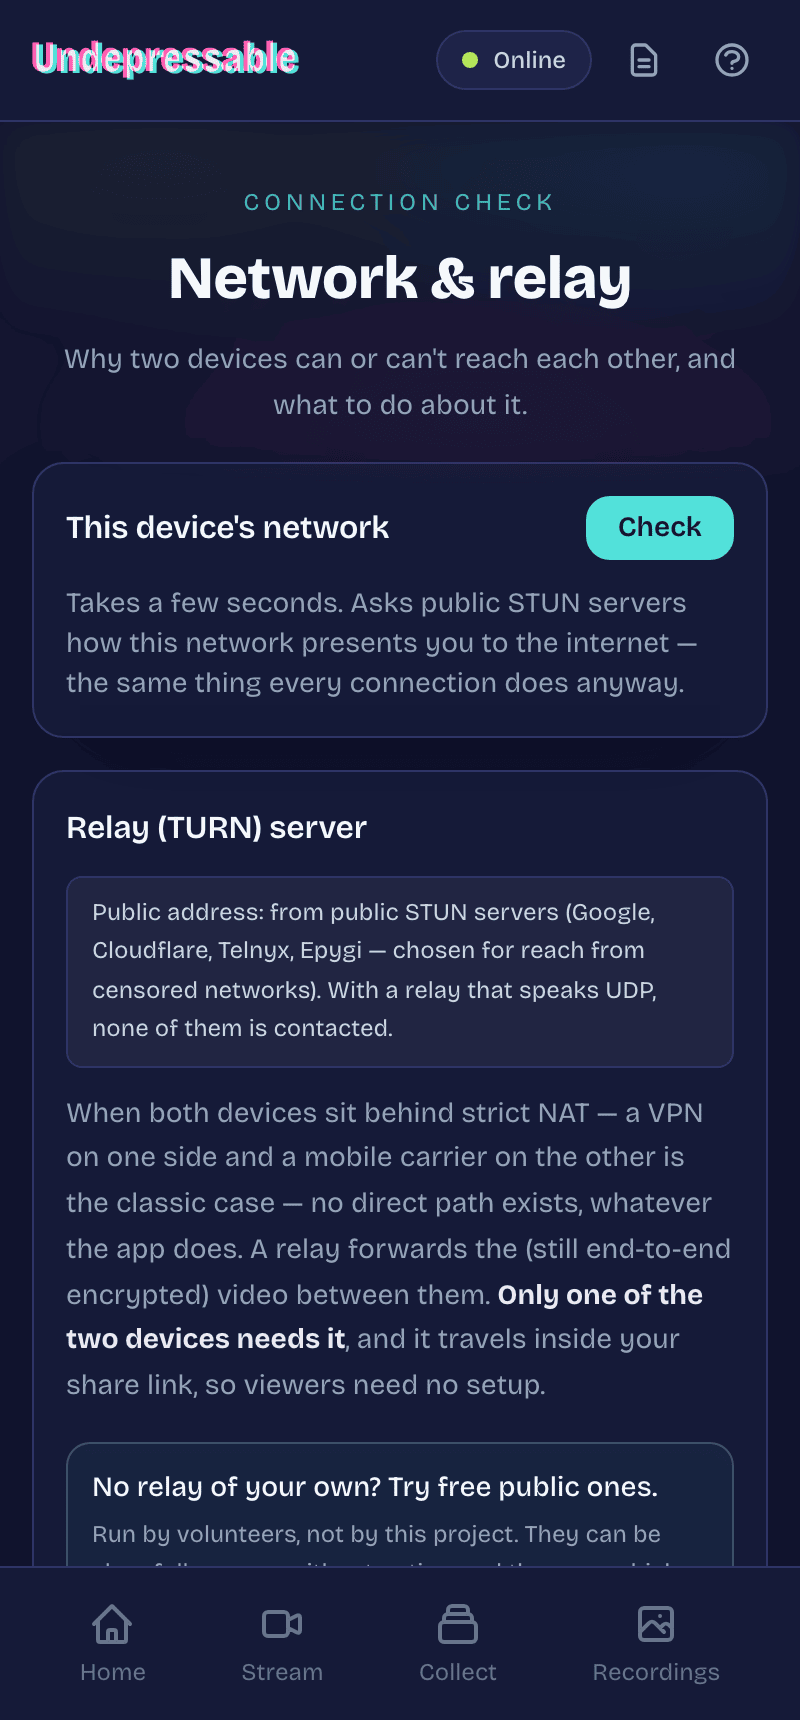 Undepressable
Online
CONNECTION CHECK
Network & relay
Why two devices can or can't reach each other, and
what to do about it.
This device's network
Check
Takes a few seconds. Asks public STUN servers
how this network presents you to the internet —
the same thing every connection does anyway.
Relay (TURN) server
Public address: from public STUN servers (Google,
Cloudflare, Telnyx, Epygi — chosen for reach from
censored networks). With a relay that speaks UDP,
none of them is contacted.
When both devices sit behind strict NAT — a VPN
on one side and a mobile carrier on the other is
the classic case — no direct path exists, whatever
the app does. A relay forwards the (still end-to-end
encrypted) video between them. Only one of the
two devices needs it, and it travels inside your
share link, so viewers need no setup.
No relay of your own? Try free public ones.
Run by volunteers, not by this project. They can be
Home
Stream
Collect
Recordings